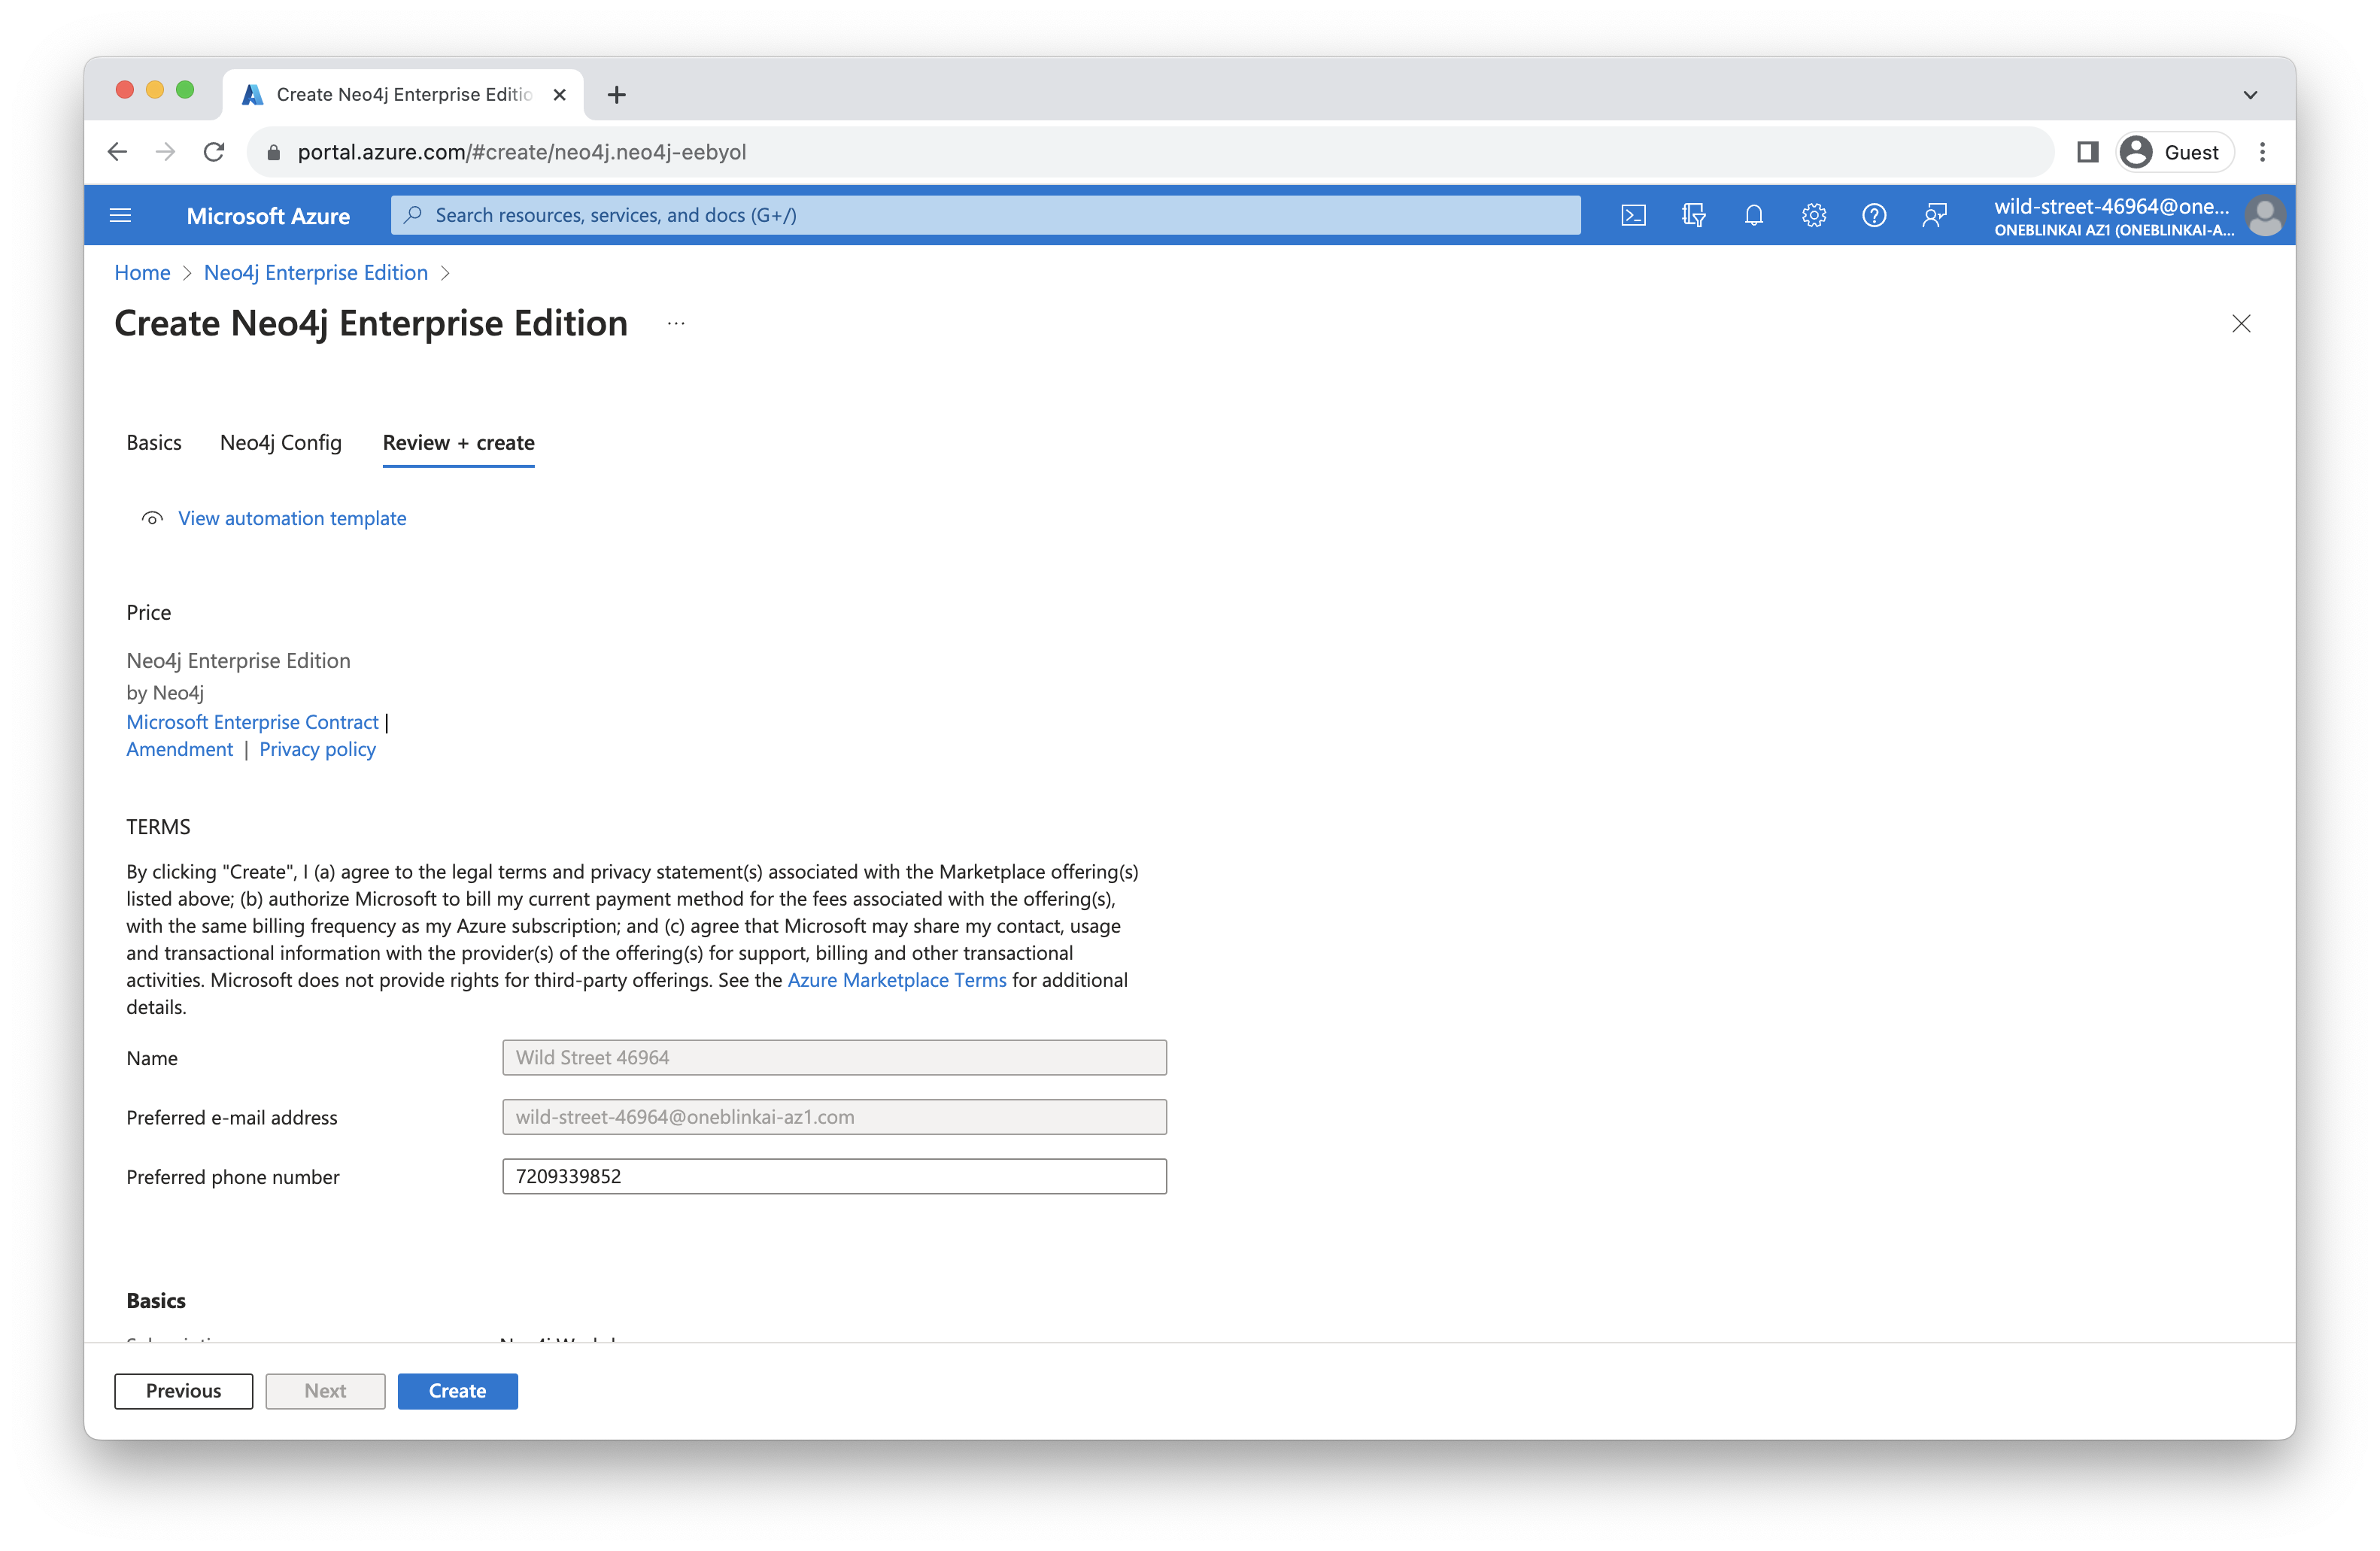 Create Neo4j Enterprise Editio
portal.azure.com/#create/neo4j.neo4j-eebyol
Guest
Microsoft Azure
Search resources, services, and docs (G+/)
wild-street-46964@one...
ONEBLINKAI AZ1 (ONEBLINKAI-A...
Home > Neo4j Enterprise Edition >
Create Neo4j Enterprise Edition ...
Basics Neo4j Config Review + create
View automation template
Price
Neo4j Enterprise Edition
by Neo4j
Microsoft Enterprise Contract |
Amendment | Privacy policy
TERMS
By clicking "Create", I (a) agree to the legal terms and privacy statement(s) associated with the Marketplace offering(s)
listed above; (b) authorize Microsoft to bill my current payment method for the fees associated with the offering(s),
with the same billing frequency as my Azure subscription; and (c) agree that Microsoft may share my contact, usage
and transactional information with the provider(s) of the offering(s) for support, billing and other transactional
activities. Microsoft does not provide rights for third-party offerings. See the Azure Marketplace Terms for additional
details.
Name Wild Street 46964
Preferred e-mail address wild-street-46964@oneblinkai-az1.com
Preferred phone number 7209339852
Basics
Previous Next Create